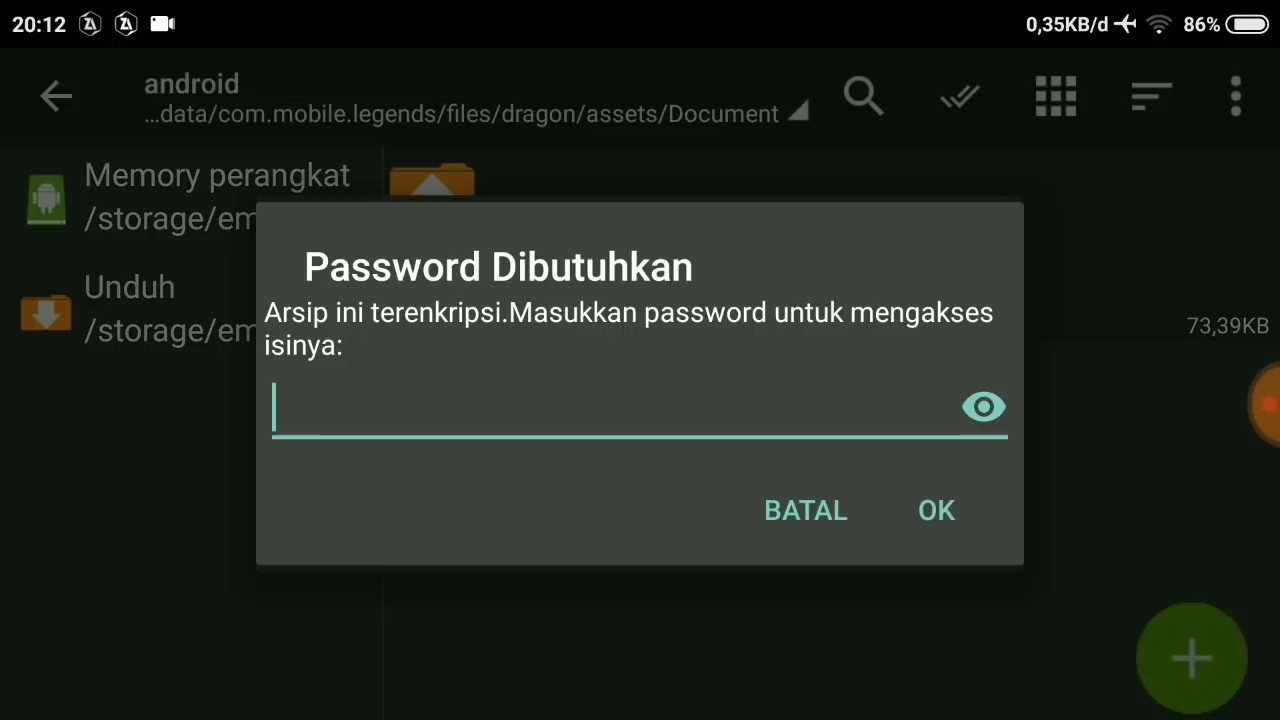 20:12
0,35KB/d
86%
android
...data/com.mobile.legends/files/dragon/assets/Document
Memory perangkat
/storage/em
Unduh
/storage/em
73,39KB
Password Dibutuhkan
Arsip ini terenkripsi.Masukkan password untuk mengakses
isinya:
BATAL
OK